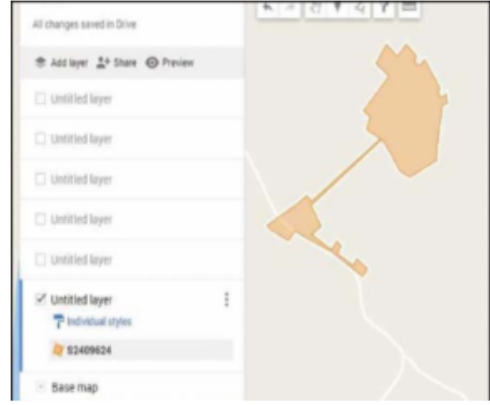 All changes saved in Drive
Add layer Share Preview
Untitled layer
Untitled layer
Untitled layer
Untitled layer
Untitled layer
Untitled layer
Individual styles
S2409624
Base map